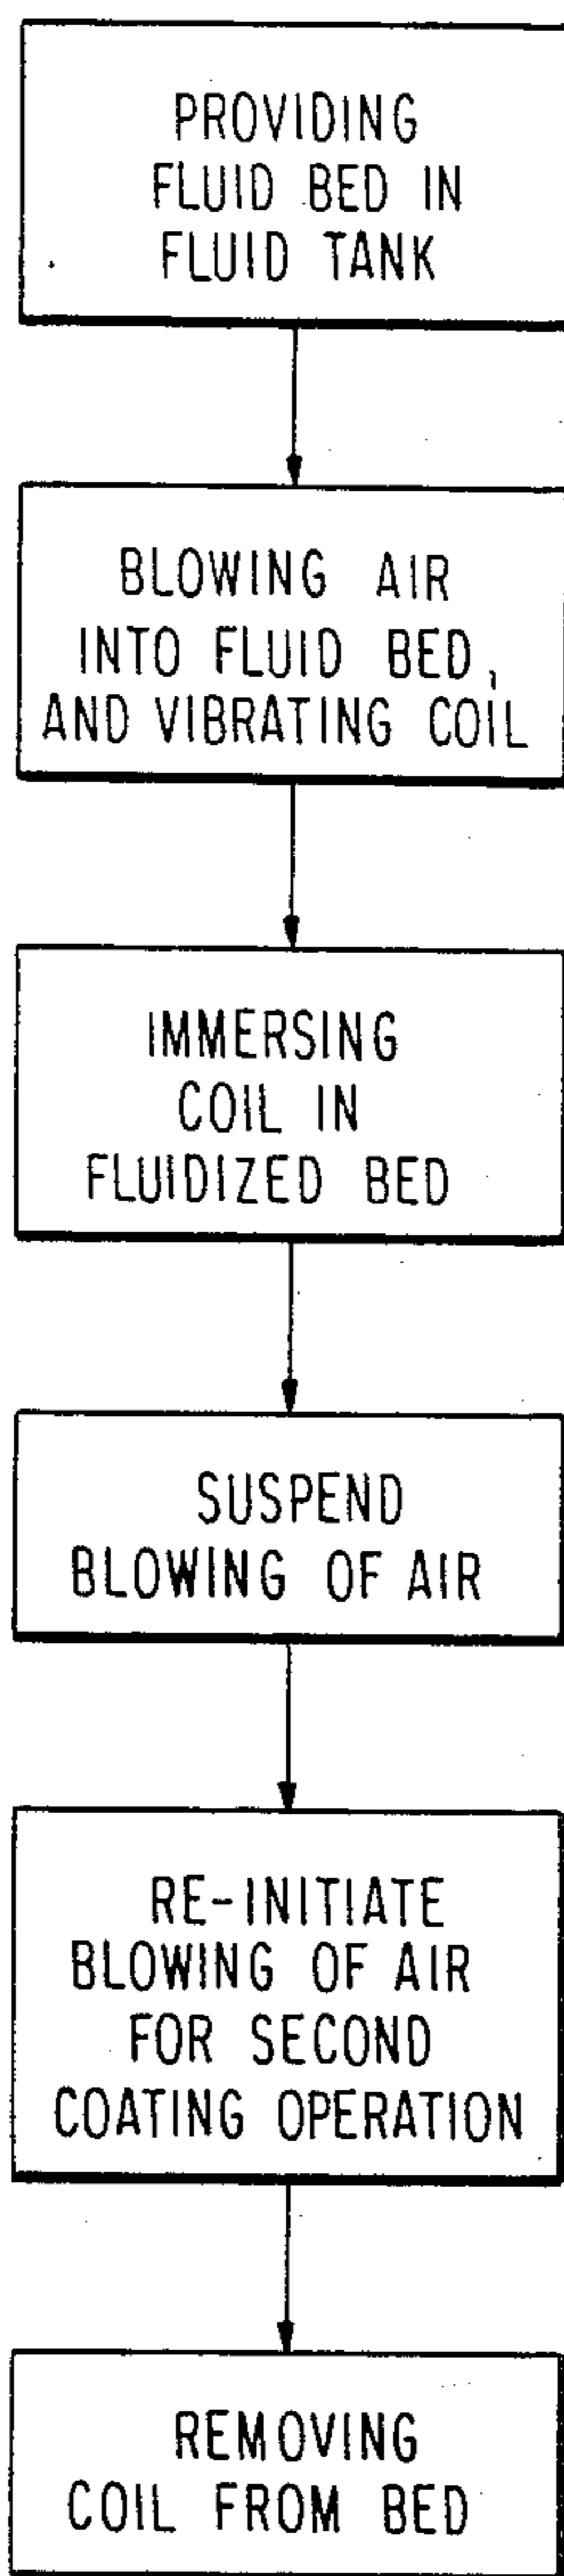 PROVIDING
FLUID BED IN
FLUID TANK
BLOWING AIR
INTO FLUID BED,
AND VIBRATING COIL
IMMERSING
COIL IN
FLUIDIZED BED
SUSPEND
BLOWING OF AIR
RE-INITIATE
BLOWING OF AIR
FOR SECOND
COATING OPERATION
REMOVING
COIL FROM BED